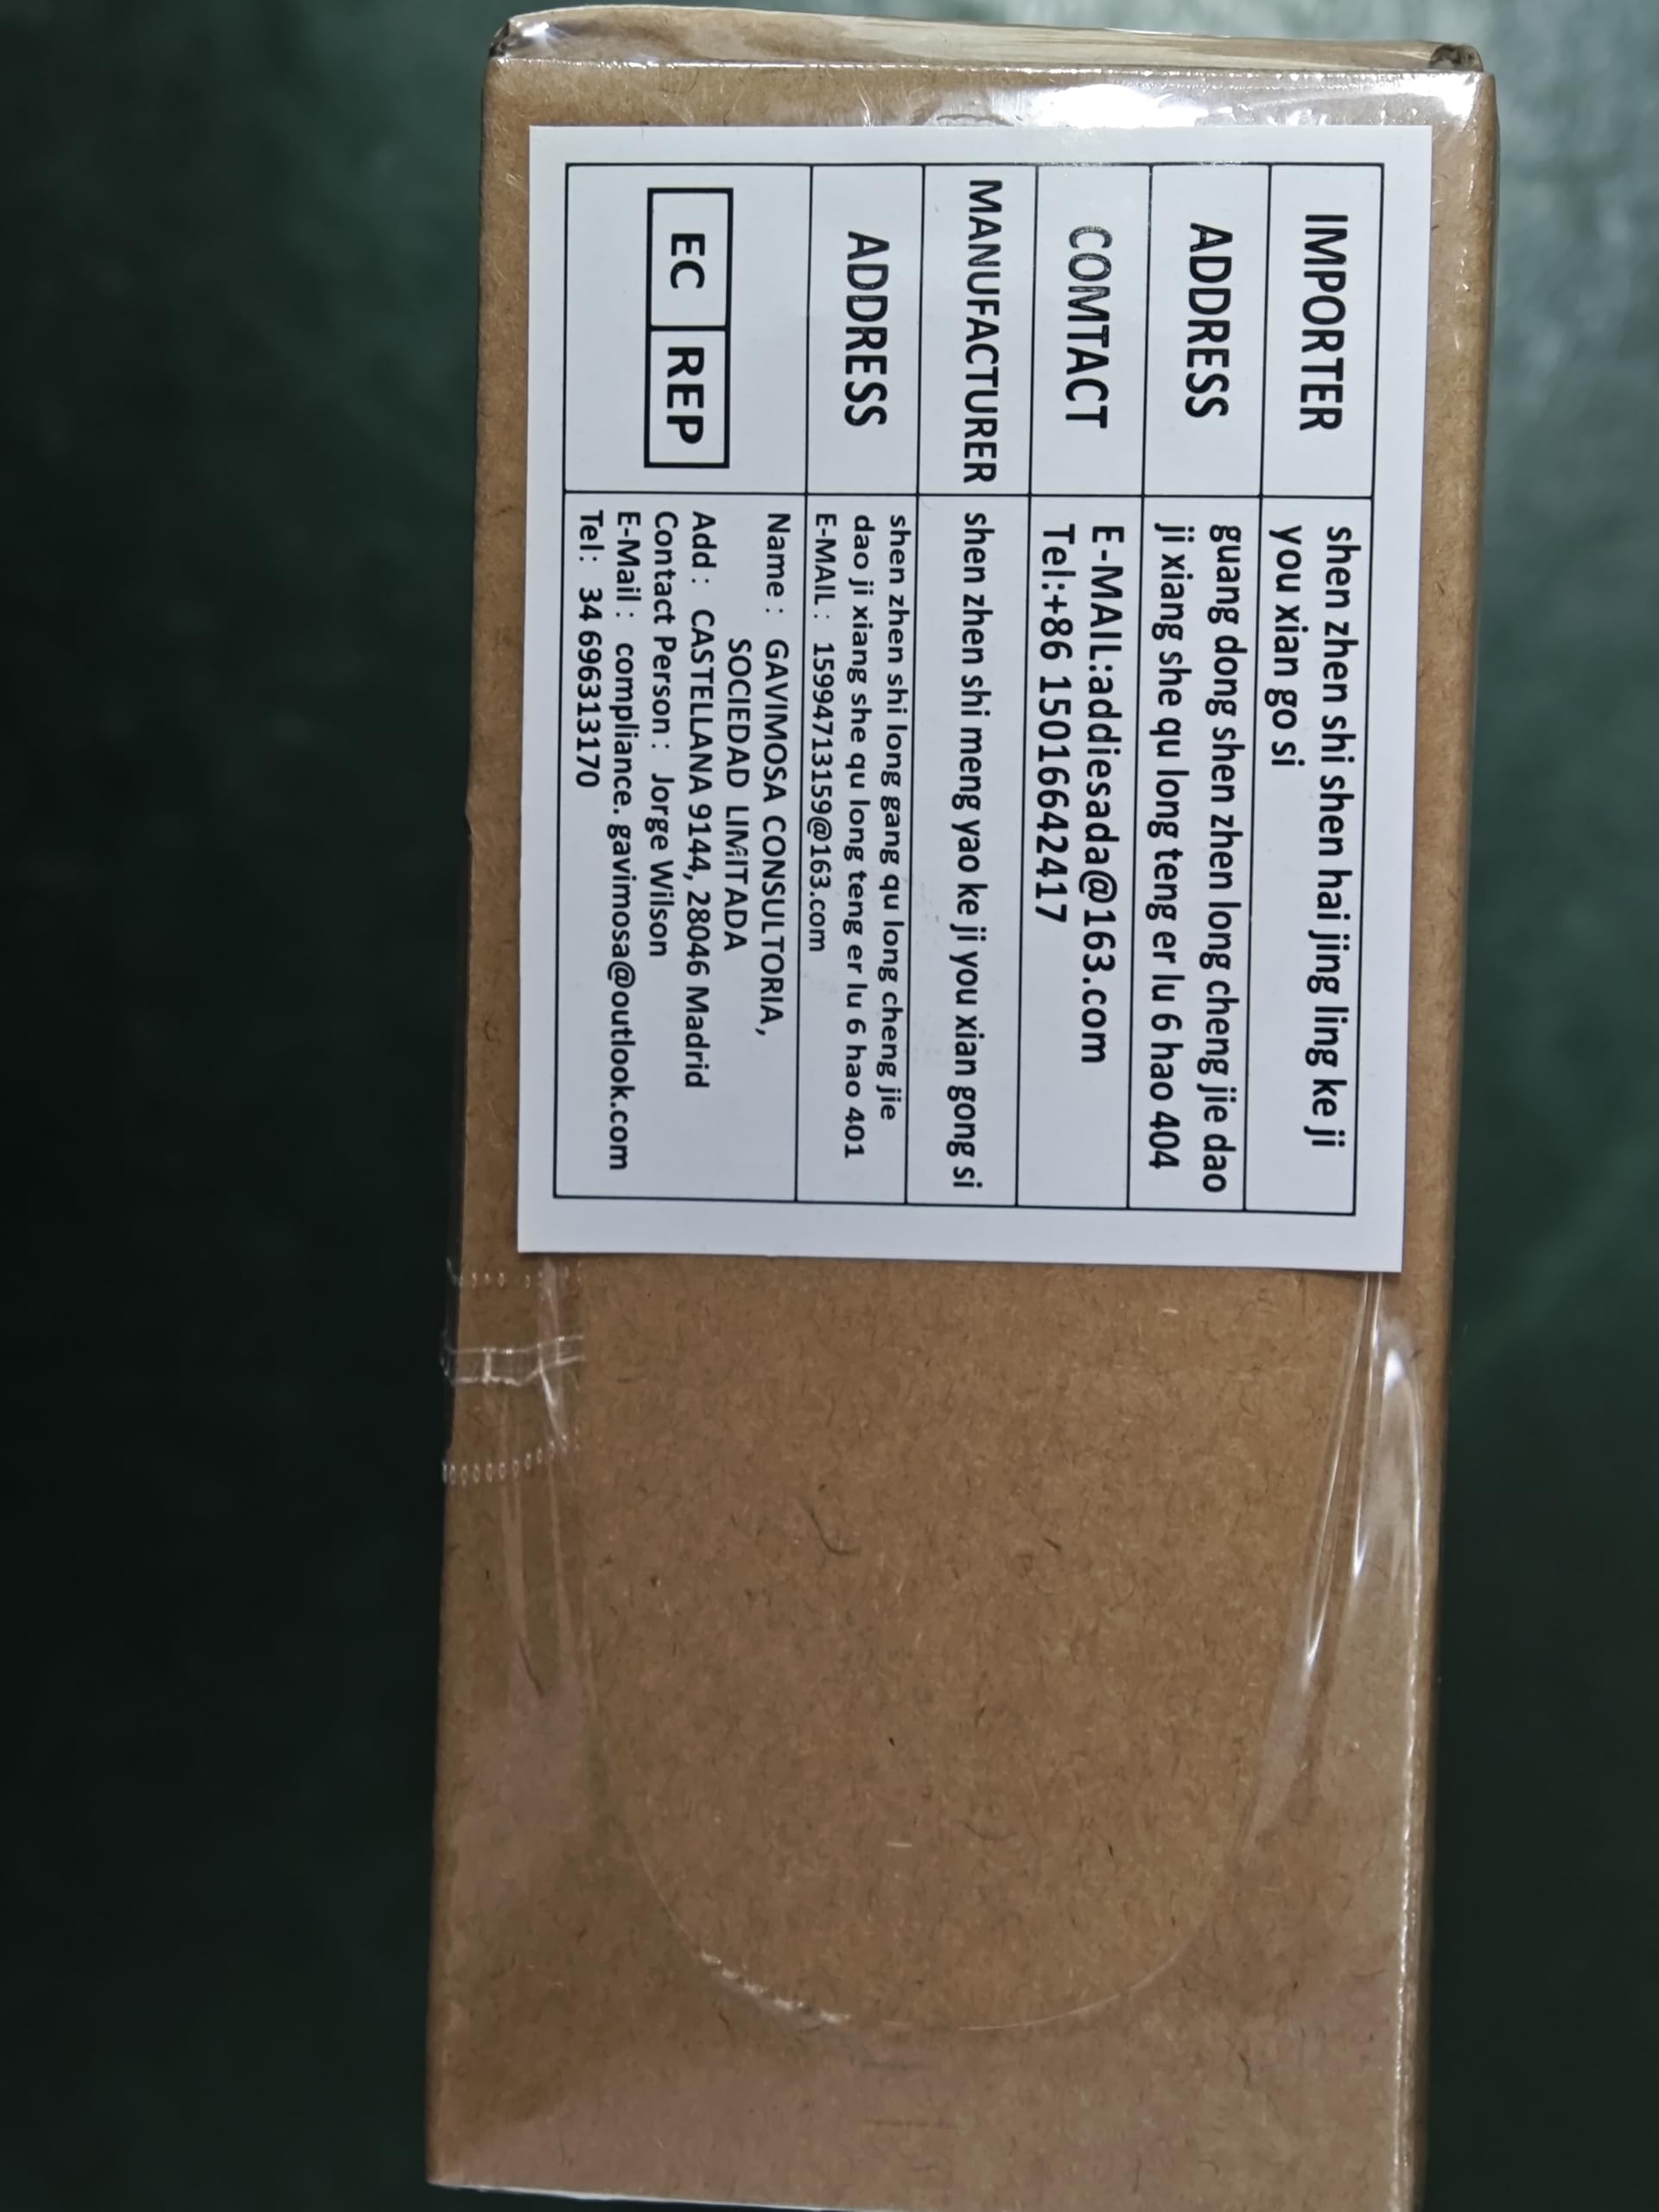 IMPORTER
shen zhen shi shen hai jing ling ke ji
you xian go si
ADDRESS
guang dong shen zhen long cheng jie dao
ji xiang she qu long teng er lu 6 hao 404
COMTACT
E-MAIL:addiesada@163.com
Tel:+86 15016642417
MANUFACTURER
shen zhen shi meng yao ke ji you xian gong si
ADDRESS
shen zhen shi long gang qu long cheng jie
dao ji xiang she qu long teng er lu 6 hao 401
E-MAIL : 15994713159@163.com
EC REP
Name : GAVIMOSA CONSULTORIA,
SOCIEDAD LIMITADA
Add : CASTELLANA 9144, 28046 Madrid
Contact Person : Jorge Wilson
E-Mail : compliance. gavimosa@outlook.com
Tel : 34 696313170